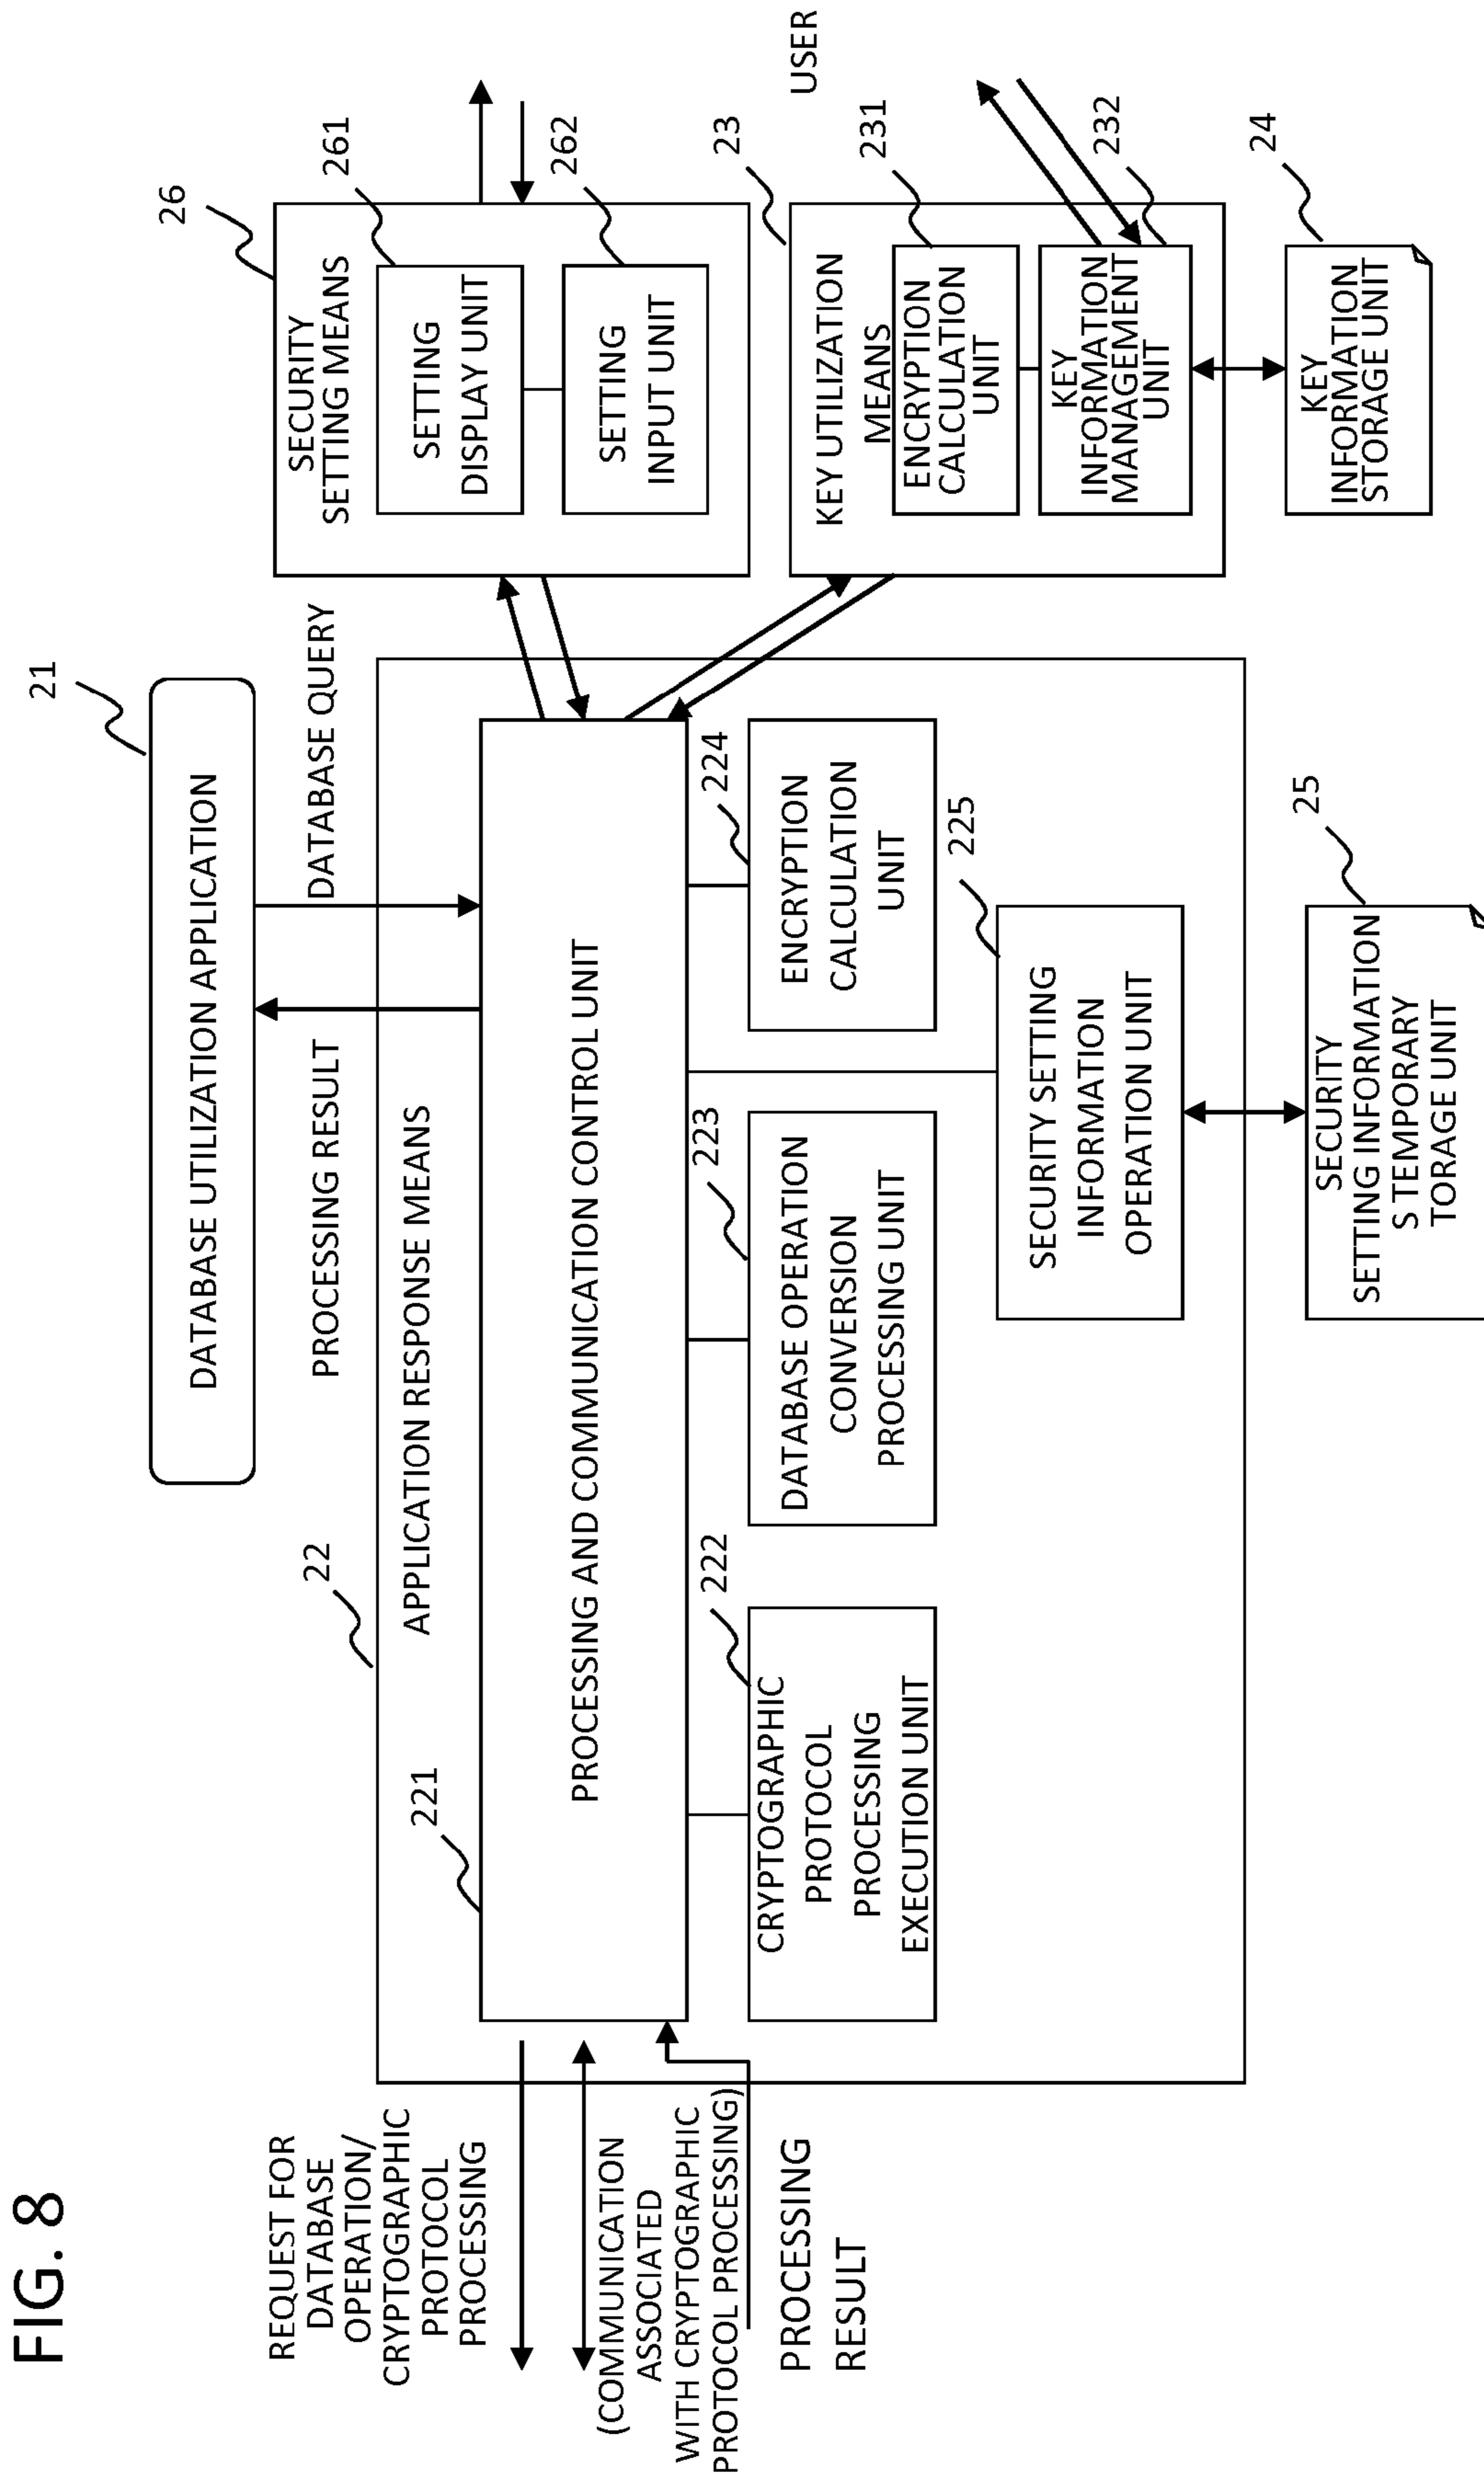 FIG. 8
21
DATABASE UTILIZATION APPLICATION
PROCESSING RESULT
DATABASE QUERY
22
APPLICATION RESPONSE MEANS
221
PROCESSING AND COMMUNICATION CONTROL UNIT
REQUEST FOR
DATABASE
OPERATION/
CRYPTOGRAPHIC
PROTOCOL
PROCESSING
(COMMUNICATION
ASSOCIATED
WITH CRYPTOGRAPHIC
PROTOCOL PROCESSING)
PROCESSING
RESULT
222
CRYPTOGRAPHIC
PROTOCOL
PROCESSING
EXECUTION UNIT
223
DATABASE OPERATION
CONVERSION
PROCESSING UNIT
224
ENCRYPTION
CALCULATION
UNIT
225
SECURITY SETTING
INFORMATION
OPERATION UNIT
25
SECURITY
SETTING INFORMATION
S TEMPORARY
TORAGE UNIT
26
SECURITY
SETTING MEANS
261
SETTING
DISPLAY UNIT
262
SETTING
INPUT UNIT
23
KEY UTILIZATION
MEANS
231
ENCRYPTION
CALCULATION
UNIT
232
KEY
INFORMATION
MANAGEMENT
UNIT
USER
24
KEY
INFORMATION
STORAGE UNIT